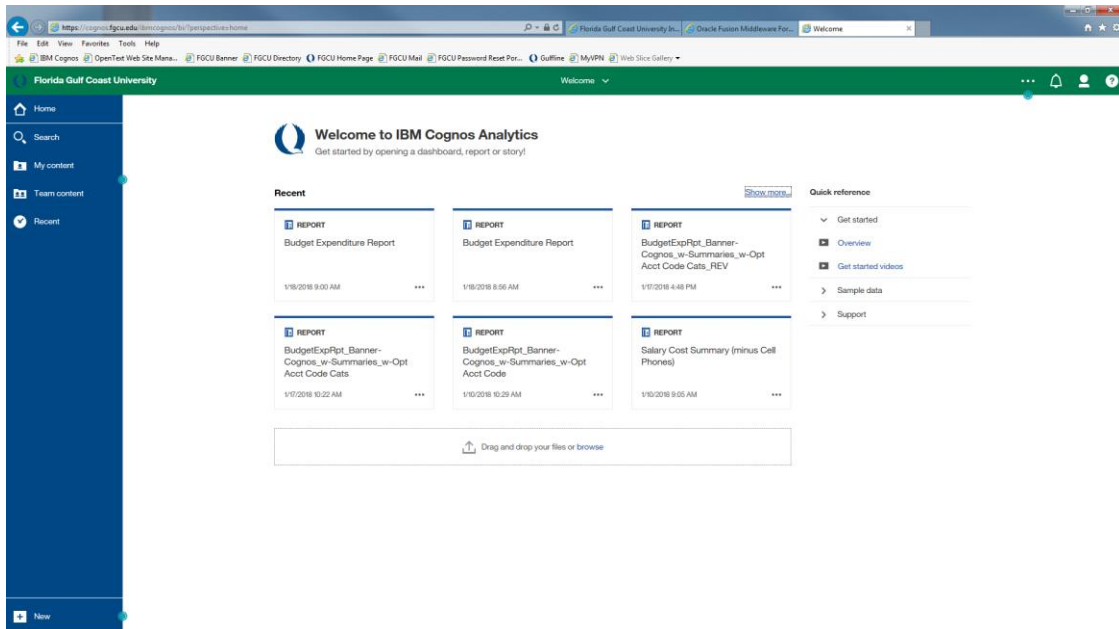 https://cognos.fgcu.edu/ibmcognos/bi/?perspective=home
Florida Gulf Coast University In...
Oracle Fusion Middleware For...
Welcome
File Edit View Favorites Tools Help
IBM Cognos OpenText Web Site Mana... FGCU Banner FGCU Directory FGCU Home Page FGCU Mail FGCU Password Reset Por... Gulfline MyVPN Web Slice Gallery
Florida Gulf Coast University
Welcome
Home
Search
My content
Team content
Recent
New
Welcome to IBM Cognos Analytics
Get started by opening a dashboard, report or story!
Recent
Show more...
REPORT
Budget Expenditure Report
1/18/2018 9:00 AM
REPORT
Budget Expenditure Report
1/18/2018 8:56 AM
REPORT
BudgetExpRpt_Banner-
Cognos_w-Summaries_w-Opt
Acct Code Cats_REV
1/17/2018 4:48 PM
REPORT
BudgetExpRpt_Banner-
Cognos_w-Summaries_w-Opt
Acct Code Cats
1/17/2018 10:22 AM
REPORT
BudgetExpRpt_Banner-
Cognos_w-Summaries_w-Opt
Acct Code
1/10/2018 10:29 AM
REPORT
Salary Cost Summary (minus Cell
Phones)
1/10/2018 9:05 AM
Drag and drop your files or browse
Quick reference
Get started
Overview
Get started videos
Sample data
Support